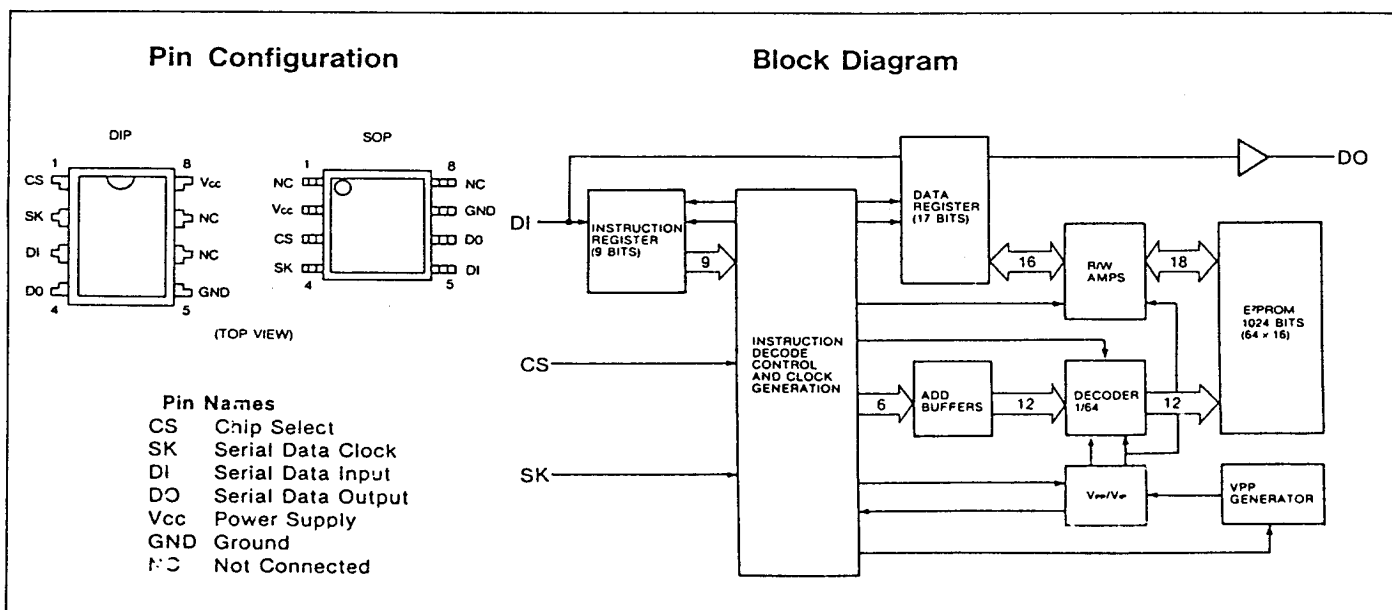 Pin Configuration
DIP
1
8
CS
Vcc
SK
NC
DI
NC
DO
GND
4
5
SOP
1
8
NC
NC
Vcc
GND
CS
DO
SK
DI
4
5
(TOP VIEW)
Pin Names
CS Chip Select
SK Serial Data Clock
DI Serial Data Input
DO Serial Data Output
Vcc Power Supply
GND Ground
NC Not Connected
Block Diagram
DI
INSTRUCTION
REGISTER
(9 BITS)
9
CS
SK
INSTRUCTION
DECODE
CONTROL
AND CLOCK
GENERATION
DATA
REGISTER
(17 BITS)
DO
16
R/W
AMPS
18
E²PROM
1024 BITS
(64 × 16)
6
ADD
BUFFERS
12
DECODER
1/64
12
VPP
GENERATOR